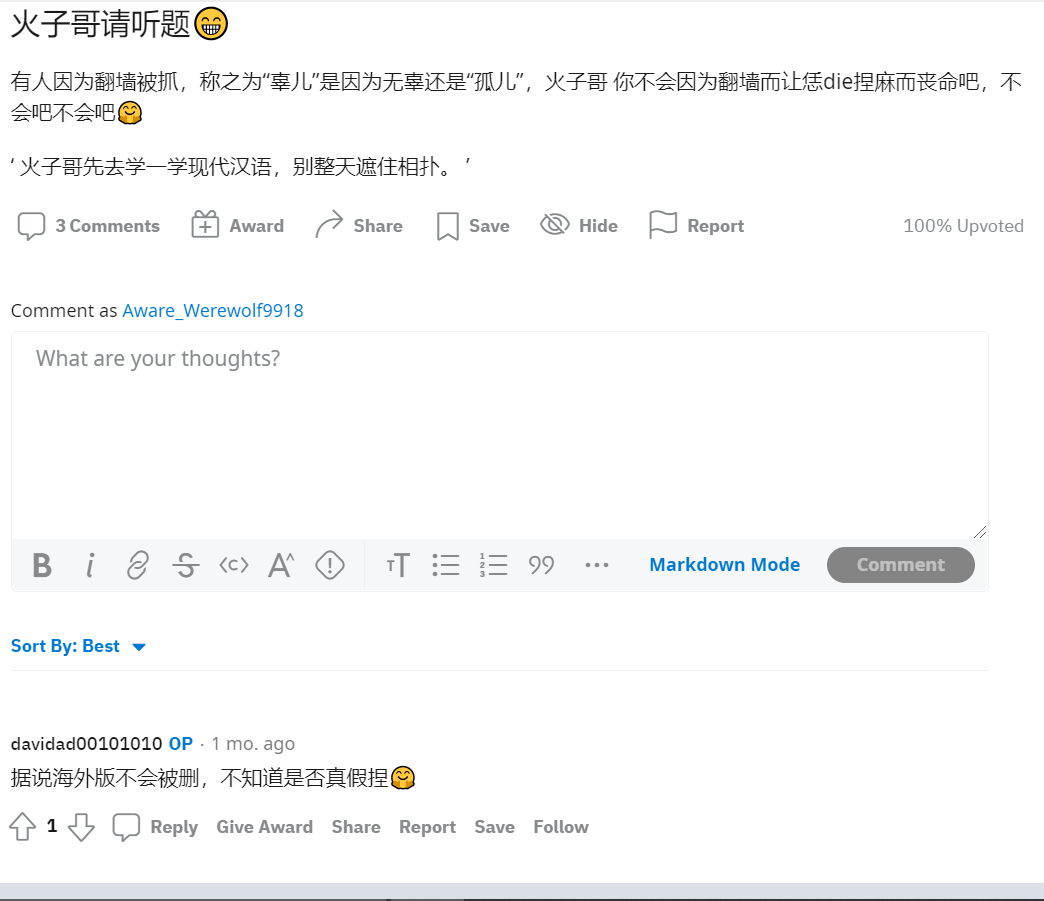 火子哥请听题😁
有人因为翻墙被抓，称之为“辜儿”是因为无辜还是“孤儿”，火子哥 你不会因为翻墙而让恁die捏麻而丧命吧，不
会吧不会吧🤗
‘ 火子哥先去学一学现代汉语，别整天遮住相扑。 ’
3 Comments Award Share Save Hide Report 100% Upvoted
Comment as Aware_Werewolf9918
What are your thoughts?
B i S <c> A^ TT 99 ... Markdown Mode Comment
Sort By: Best
davidad00101010 OP · 1 mo. ago
据说海外版不会被删，不知道是否真假捏🤗
1 Reply Give Award Share Report Save Follow